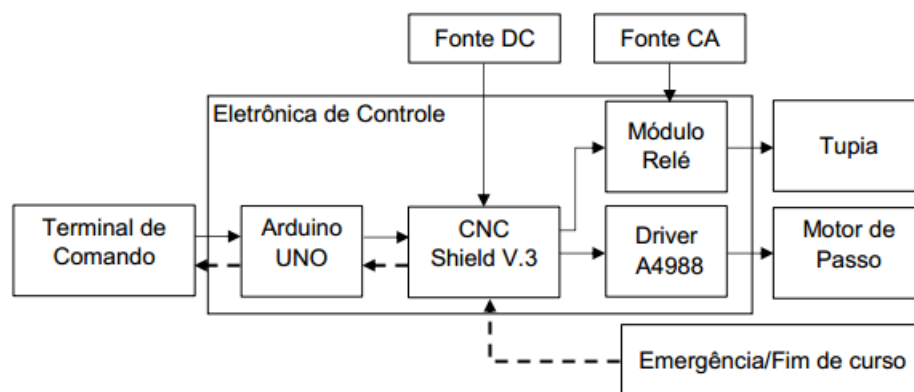 Fonte DC
Fonte CA
Eletrônica de Controle
Módulo
Relé
Tupia
Terminal de
Comando
Arduino
UNO
CNC
Shield V.3
Driver
A4988
Motor de
Passo
Emergência/Fim de curso